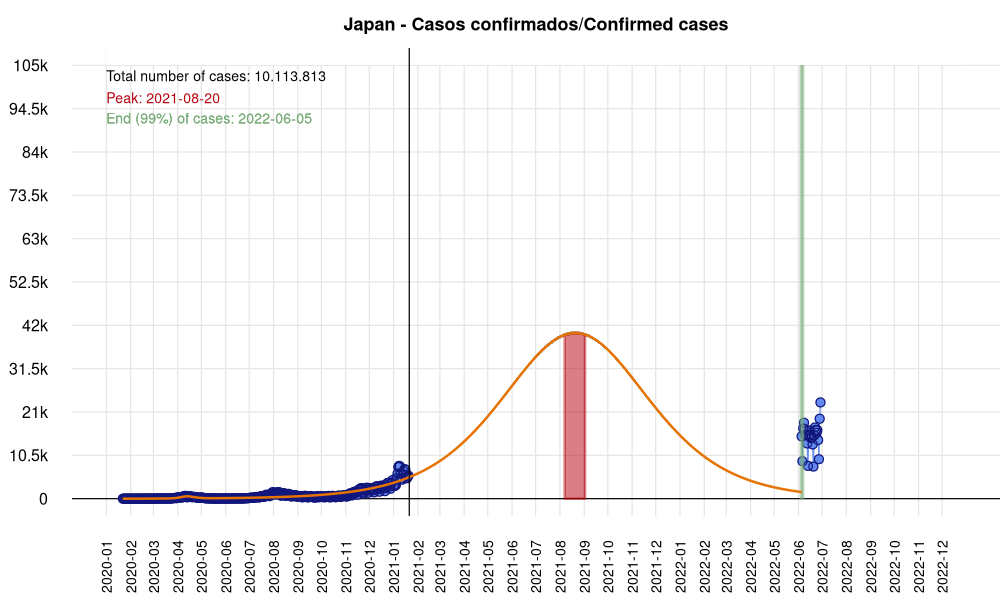 Japan - Casos confirmados/Confirmed cases
Total number of cases: 10.113.813
Peak: 2021-08-20
End (99%) of cases: 2022-06-05
105k
94.5k
84k
73.5k
63k
52.5k
42k
31.5k
21k
10.5k
0
2020-01
2020-02
2020-03
2020-04
2020-05
2020-06
2020-07
2020-08
2020-09
2020-10
2020-11
2020-12
2021-01
2021-02
2021-03
2021-04
2021-05
2021-06
2021-07
2021-08
2021-09
2021-10
2021-11
2021-12
2022-01
2022-02
2022-03
2022-04
2022-05
2022-06
2022-07
2022-08
2022-09
2022-10
2022-11
2022-12